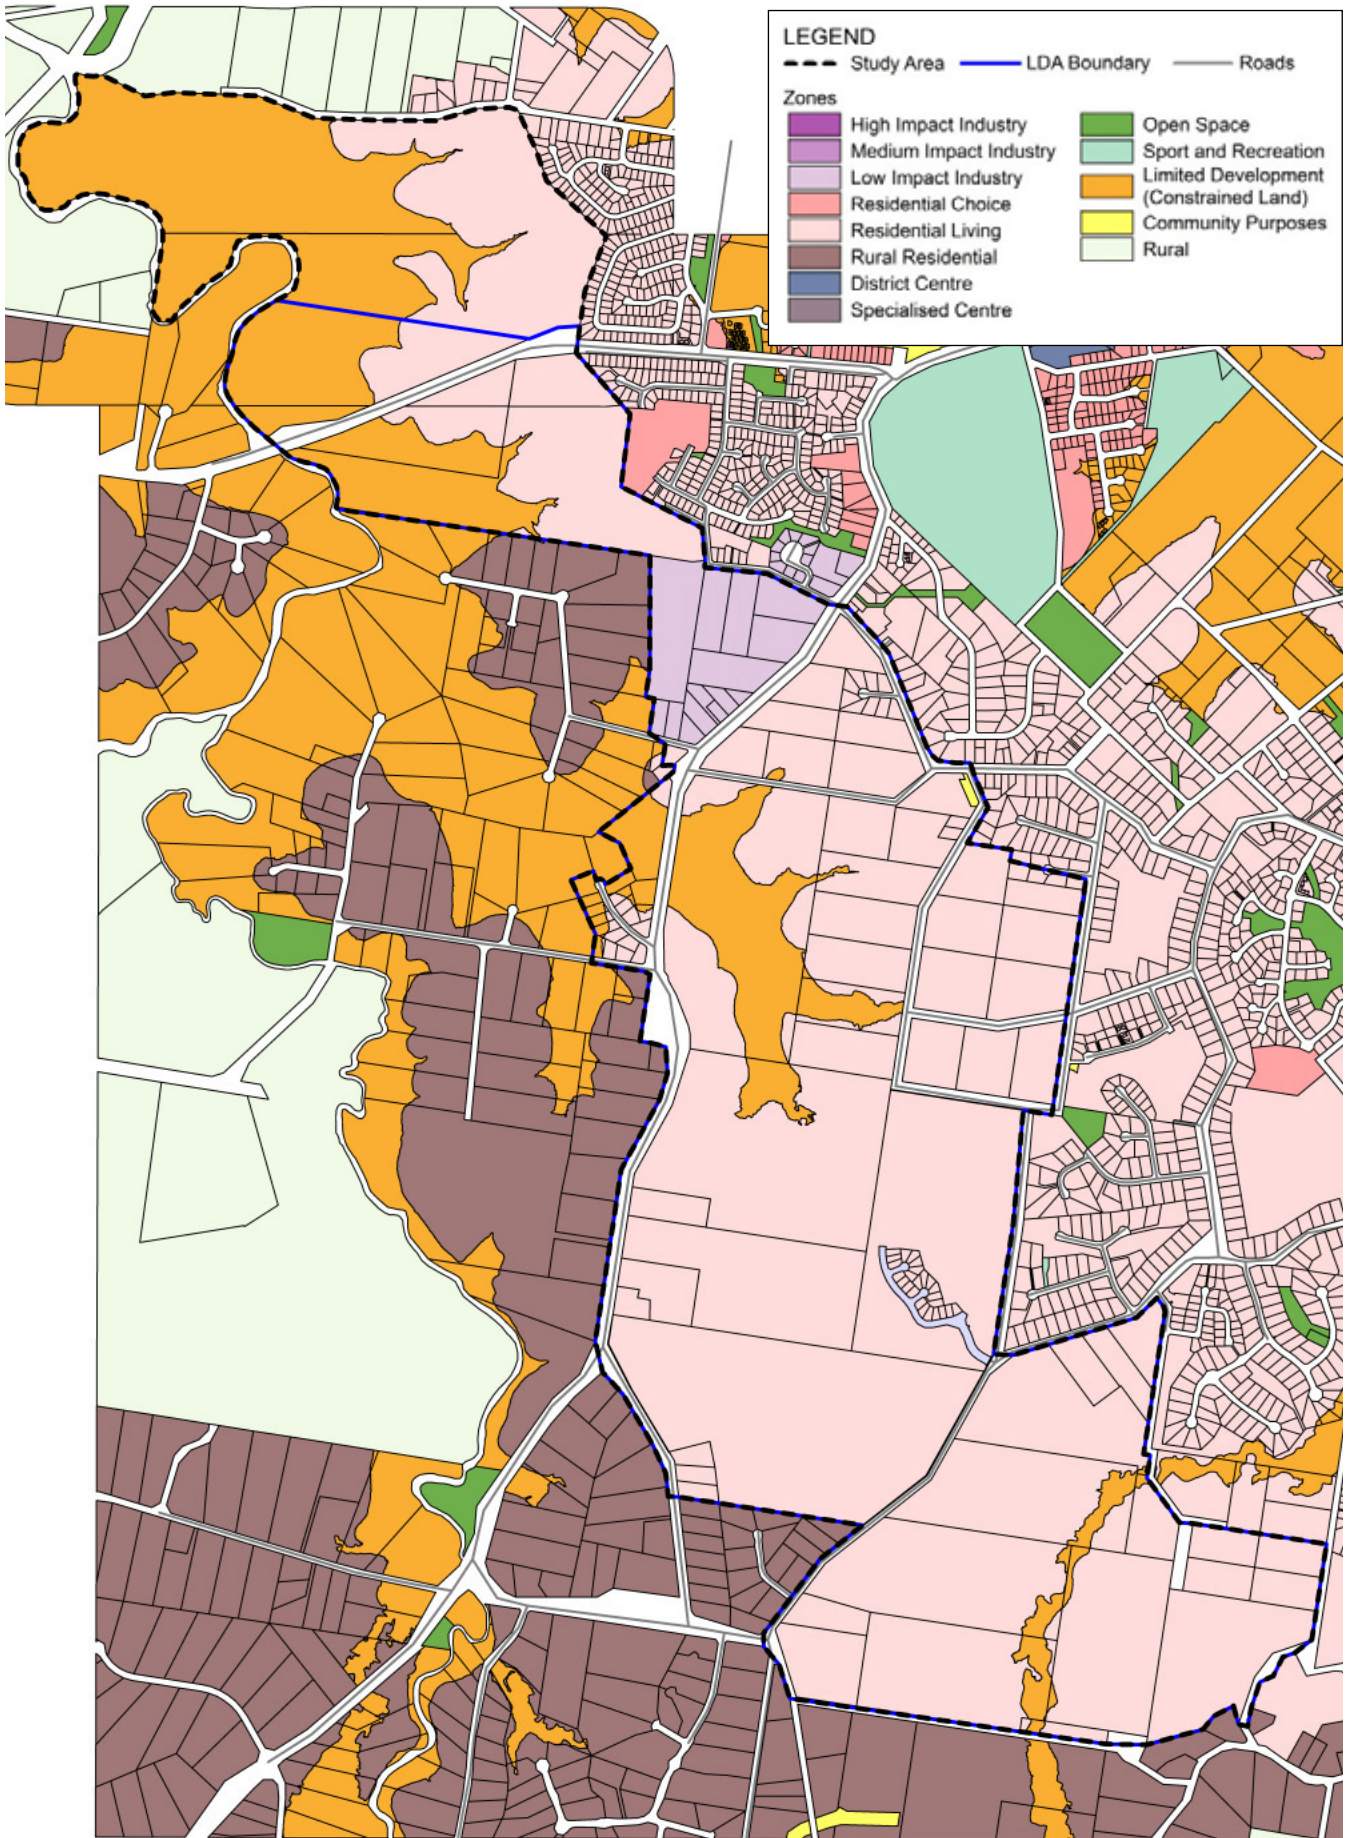 LEGEND
Study Area LDA Boundary Roads
Zones
High Impact Industry
Medium Impact Industry
Low Impact Industry
Residential Choice
Residential Living
Rural Residential
District Centre
Specialised Centre
Open Space
Sport and Recreation
Limited Development
(Constrained Land)
Community Purposes
Rural